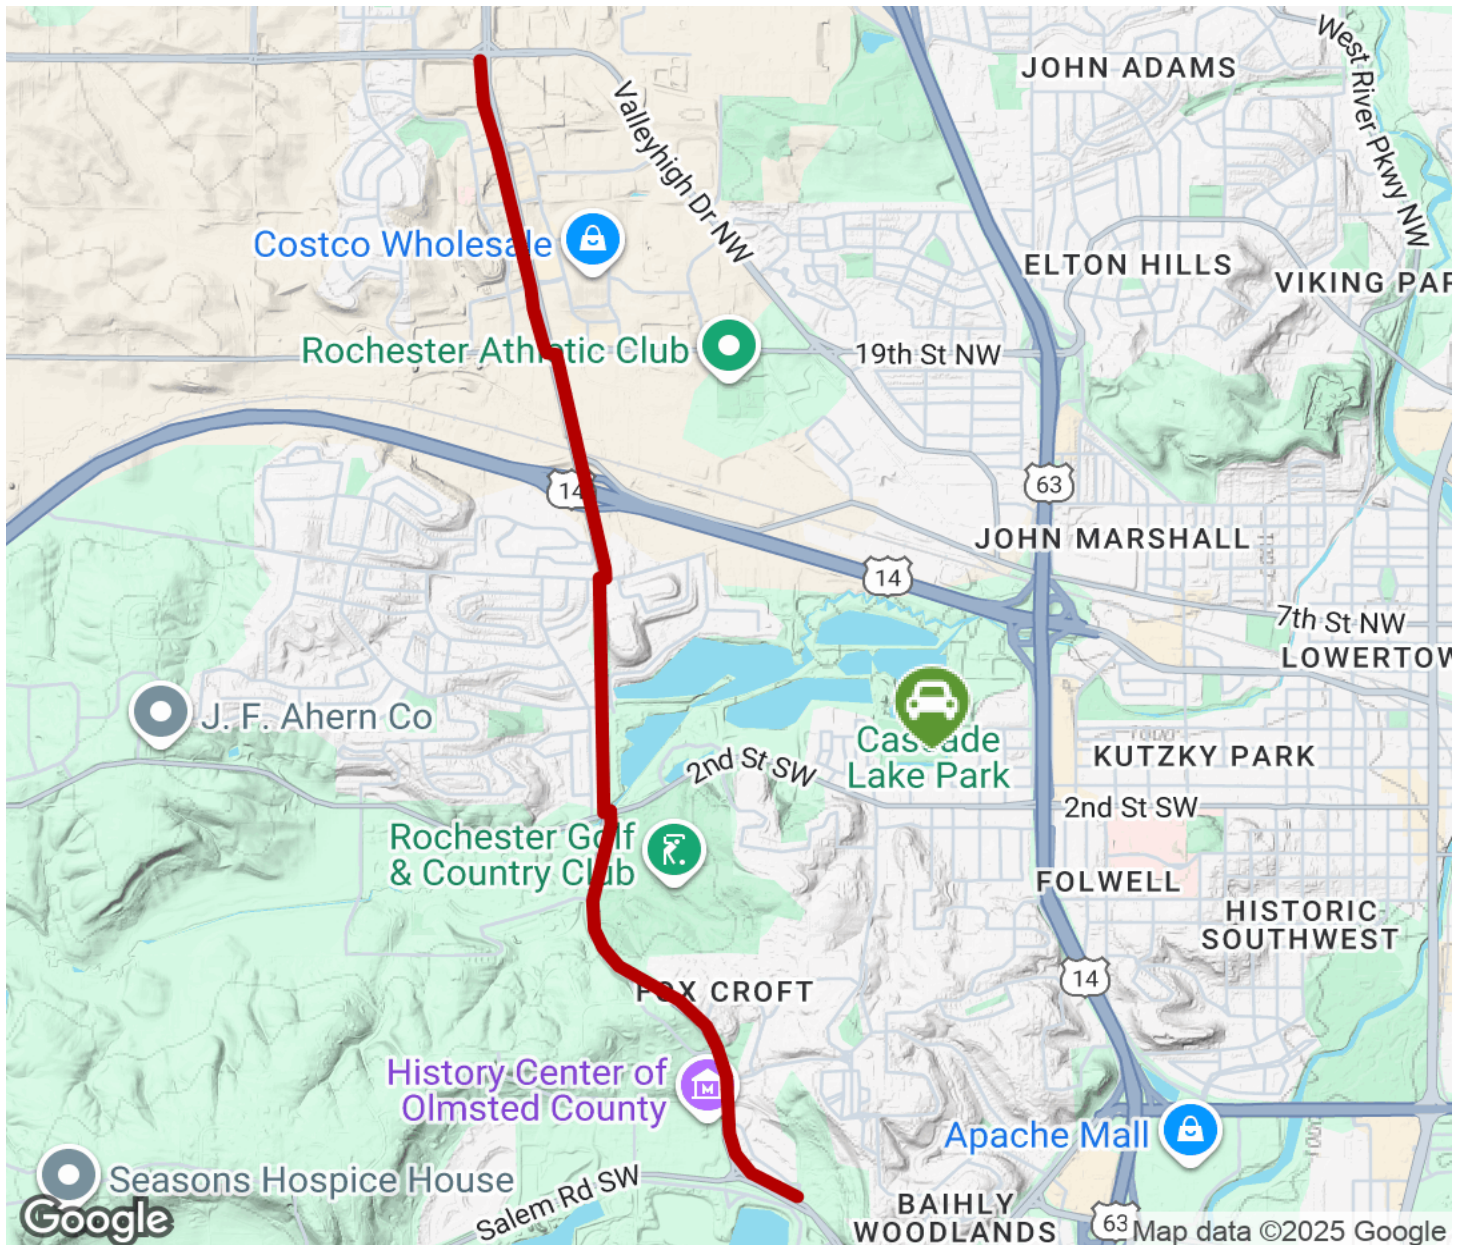 JOHN ADAMS
West River Pkwy NW
Valleyhigh Dr NW
Costco Wholesale
ELTON HILLS
VIKING PAR
Rochester Athletic Club
19th St NW
14
63
JOHN MARSHALL
14
7th St NW
LOWERTOW
J. F. Ahern Co
Cascade
Lake Park
2nd St SW
KUTZKY PARK
2nd St SW
Rochester Golf
& Country Club
FOLWELL
HISTORIC
SOUTHWEST
14
FOX CROFT
History Center of
Olmsted County
M
Apache Mall
Seasons Hospice House
Salem Rd SW
BAIHLY
WOODLANDS
63
Google
Map data ©2025 Google